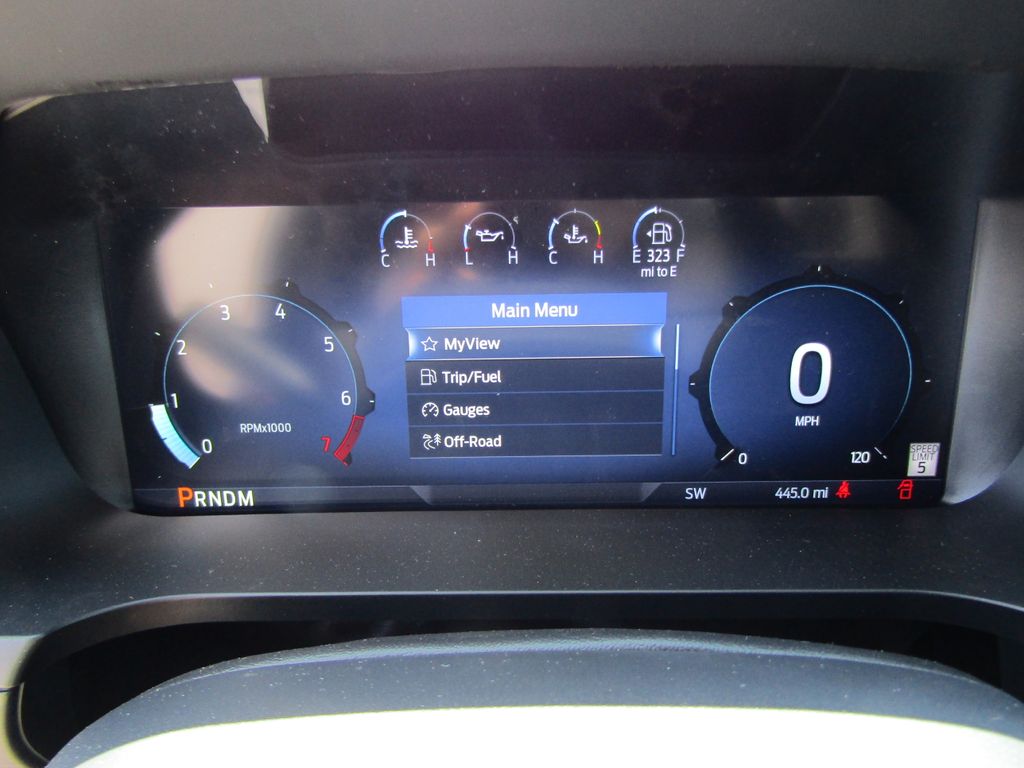 C H
L H
C H
E 323 F
mi to E
Main Menu
MyView
Trip/Fuel
Gauges
Off-Road
0
1
2
3
4
5
6
7
RPMx1000
0
MPH
0
120
SPEED
LIMIT
5
PRNDM
SW
445.0 mi